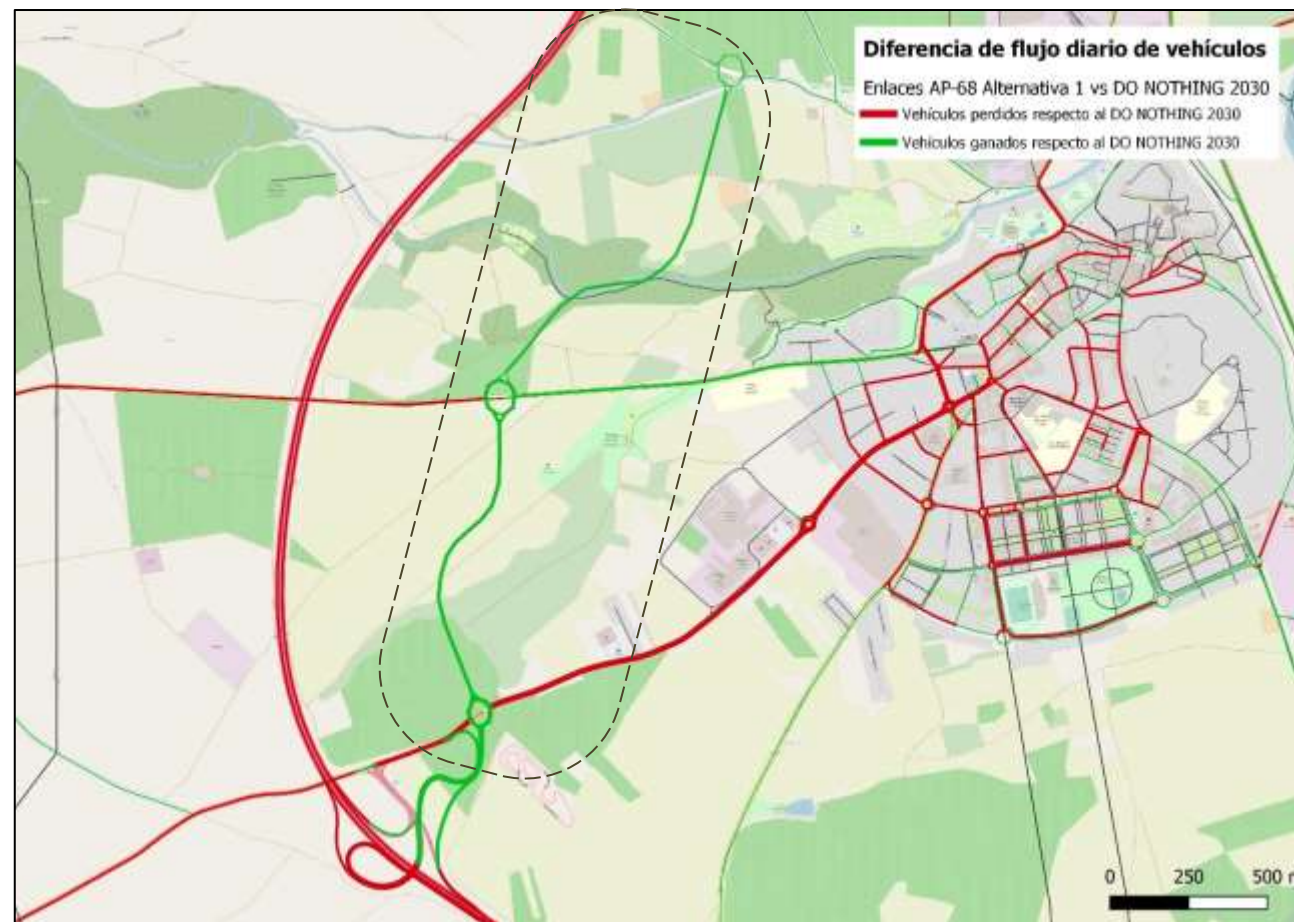 Diferencia de flujo diario de vehículos
Enlaces AP-68 Alternativa 1 vs DO NOTHING 2030
Vehículos perdidos respecto al DO NOTHING 2030
Vehículos ganados respecto al DO NOTHING 2030
0 250 500 m